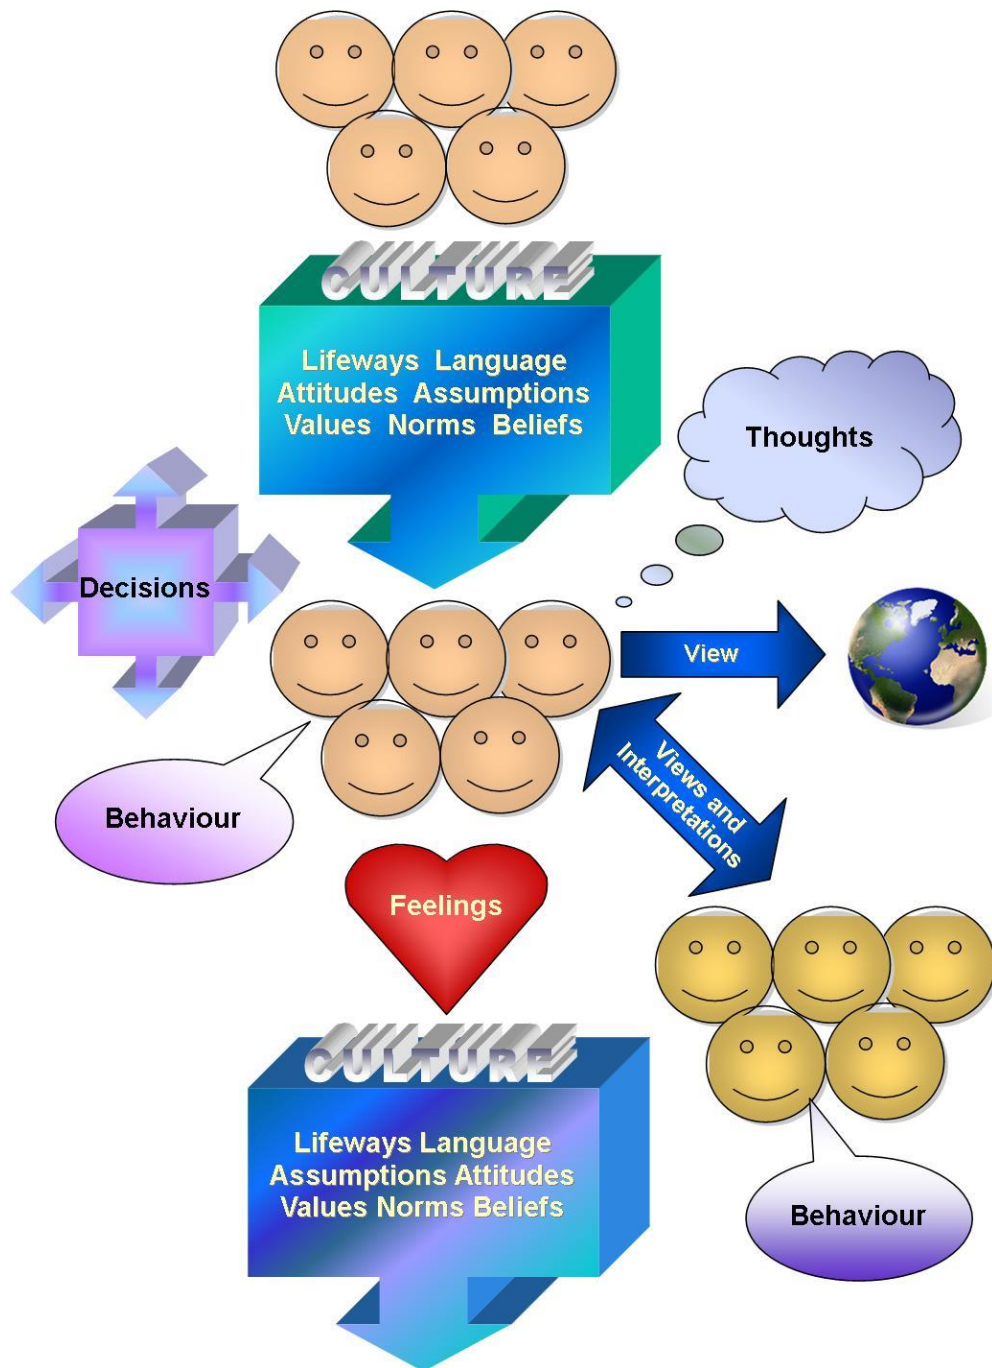 CULTURE
Lifeways Language
Attitudes Assumptions
Values Norms Beliefs
Thoughts
Decisions
View
Views and
Interpretations
Behaviour
Feelings
CULTURE
Lifeways Language
Assumptions Attitudes
Values Norms Beliefs
Behaviour